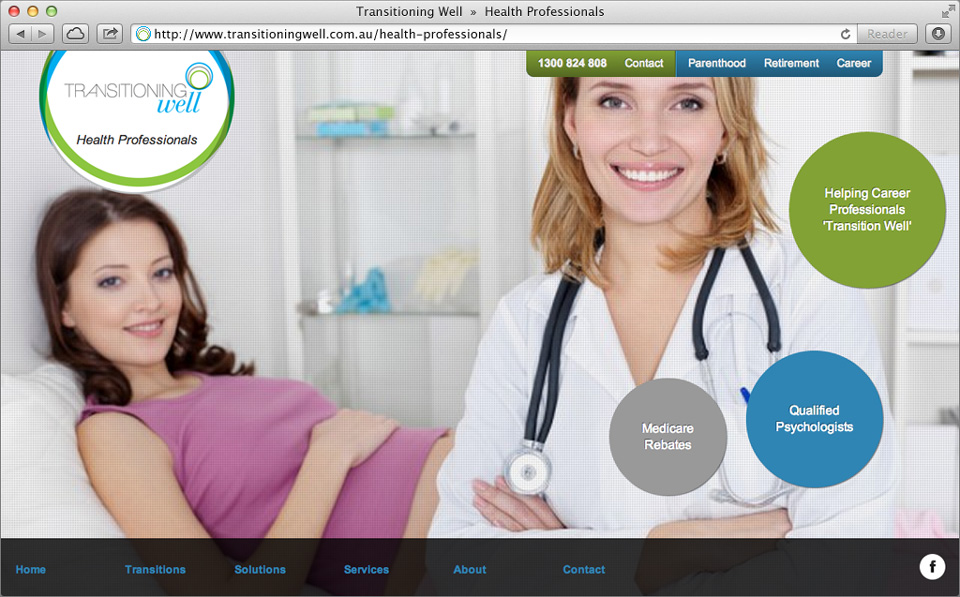 Transitioning Well » Health Professionals
http://www.transitioningwell.com.au/health-professionals/
Reader
1300 824 808 Contact Parenthood Retirement Career
TRANSITIONING
well
Health Professionals
Helping Career
Professionals
'Transition Well'
Medicare
Rebates
Qualified
Psychologists
Home Transitions Solutions Services About Contact
f